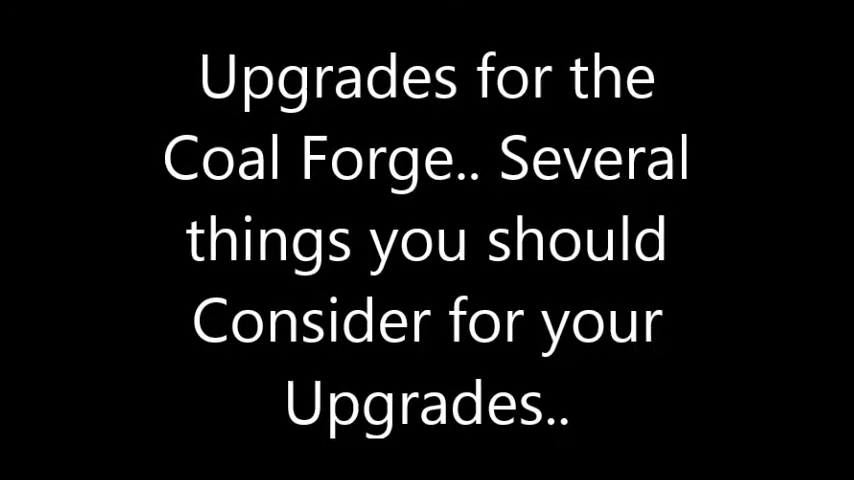 Upgrades for the
Coal Forge.. Several
things you should
Consider for your
Upgrades..